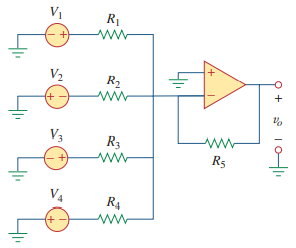 V1 R1
− +
V2 R2
+ −
V3 R3
− +
V4 R4
+ −
+
−
R5
+
vo
−